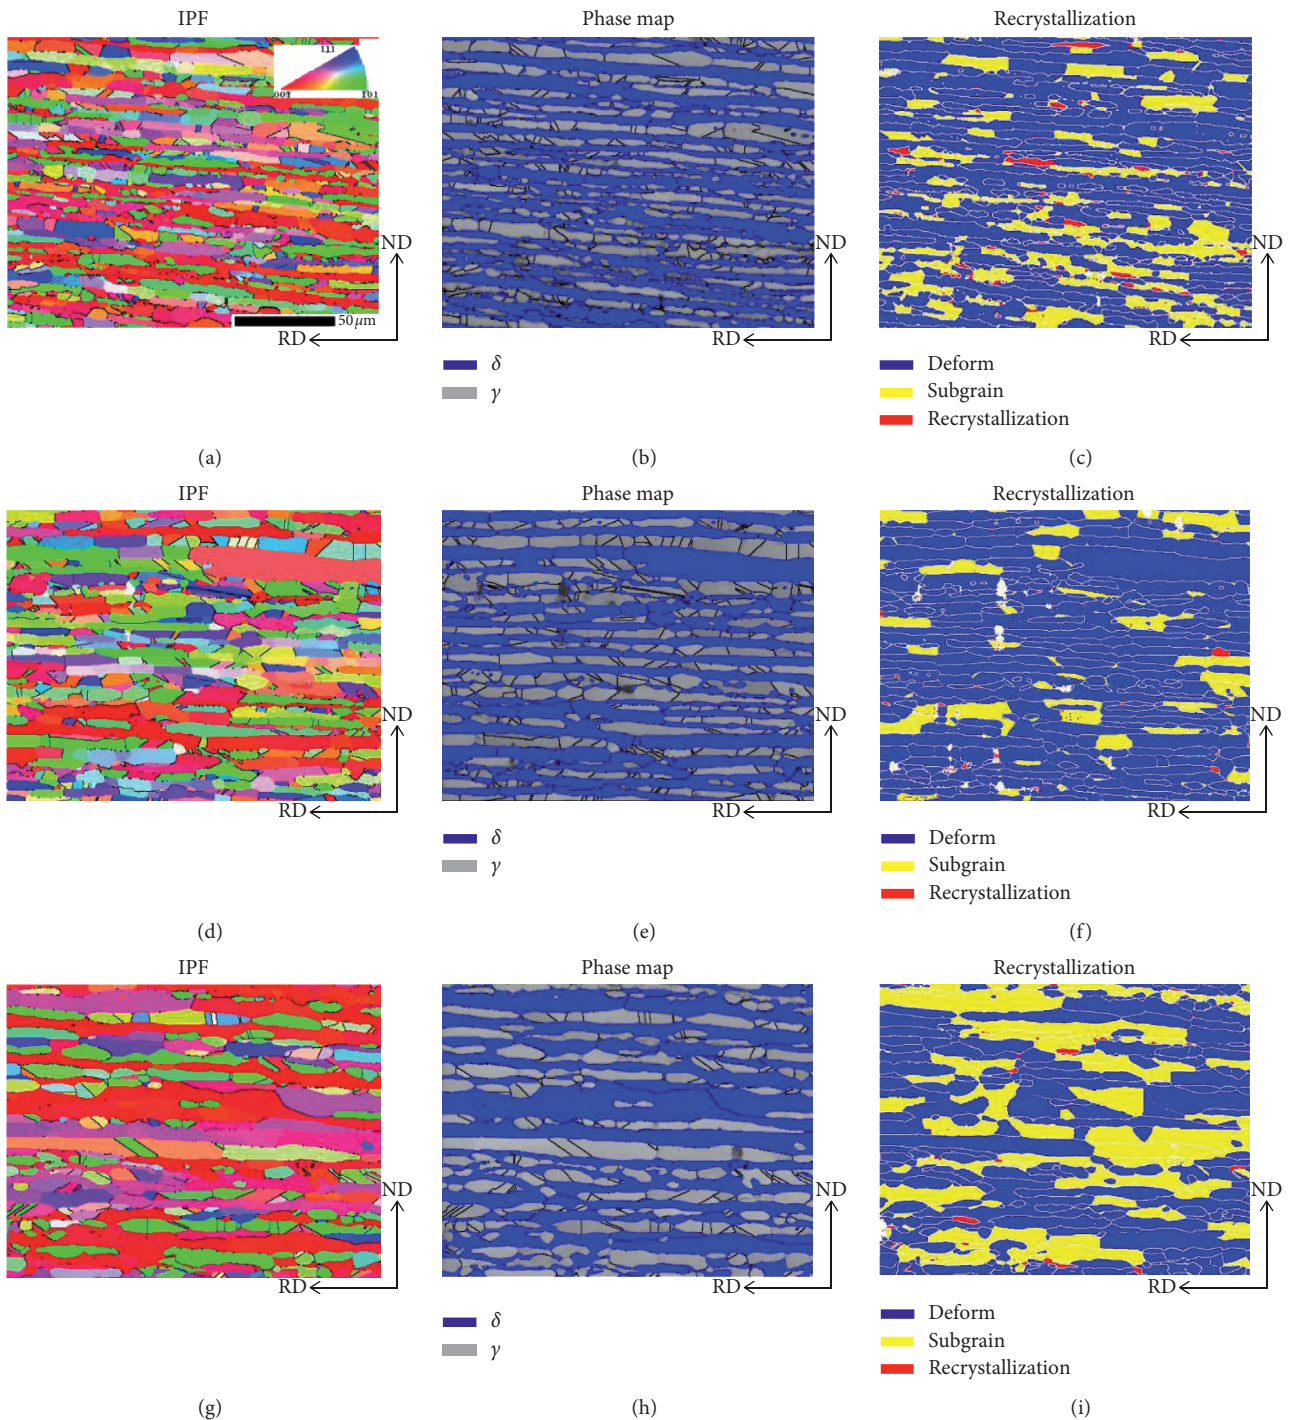 IPF
Phase map
Recrystallization
111
001
101
50 μm
ND
RD
ND
RD
ND
RD
δ
γ
Deform
Subgrain
Recrystallization
(a)
(b)
(c)
IPF
Phase map
Recrystallization
ND
RD
ND
RD
ND
RD
δ
γ
Deform
Subgrain
Recrystallization
(d)
(e)
(f)
IPF
Phase map
Recrystallization
ND
RD
ND
RD
ND
RD
δ
γ
Deform
Subgrain
Recrystallization
(g)
(h)
(i)